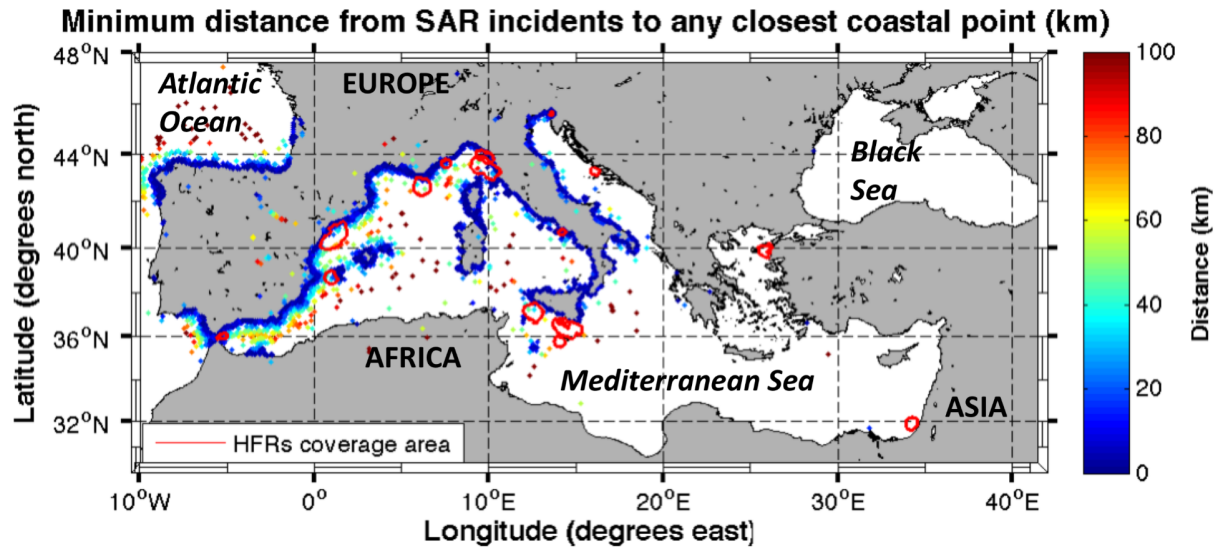 Minimum distance from SAR incidents to any closest coastal point (km)
48°N
44°N
40°N
36°N
32°N
Latitude (degrees north)
Atlantic
Ocean
EUROPE
Black
Sea
AFRICA
Mediterranean Sea
ASIA
HFRs coverage area
10°W
0°
10°E
20°E
30°E
40°E
Longitude (degrees east)
100
80
60
40
20
0
Distance (km)